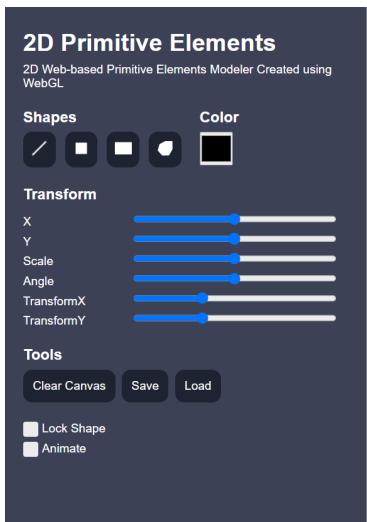 2D Primitive Elements
2D Web-based Primitive Elements Modeler Created using
WebGL
Shapes Color
Transform
X
Y
Scale
Angle
TransformX
TransformY
Tools
Clear Canvas Save Load
Lock Shape
Animate